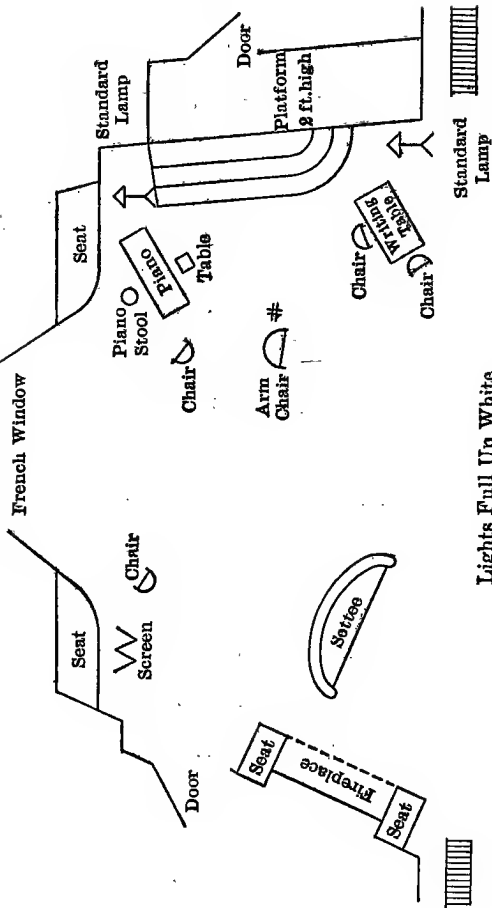 French Window
Standard
Lamp
Seat
Seat
Door
Chair
Screen
Piano
Stool
Piano
Table
Platform
2 ft. high
Door
Chair
Arm
Chair
#
Seat
Fireplace
Seat
Settee
Chair
Writing
Table
Chair
Standard
Lamp
Lights Full Up White